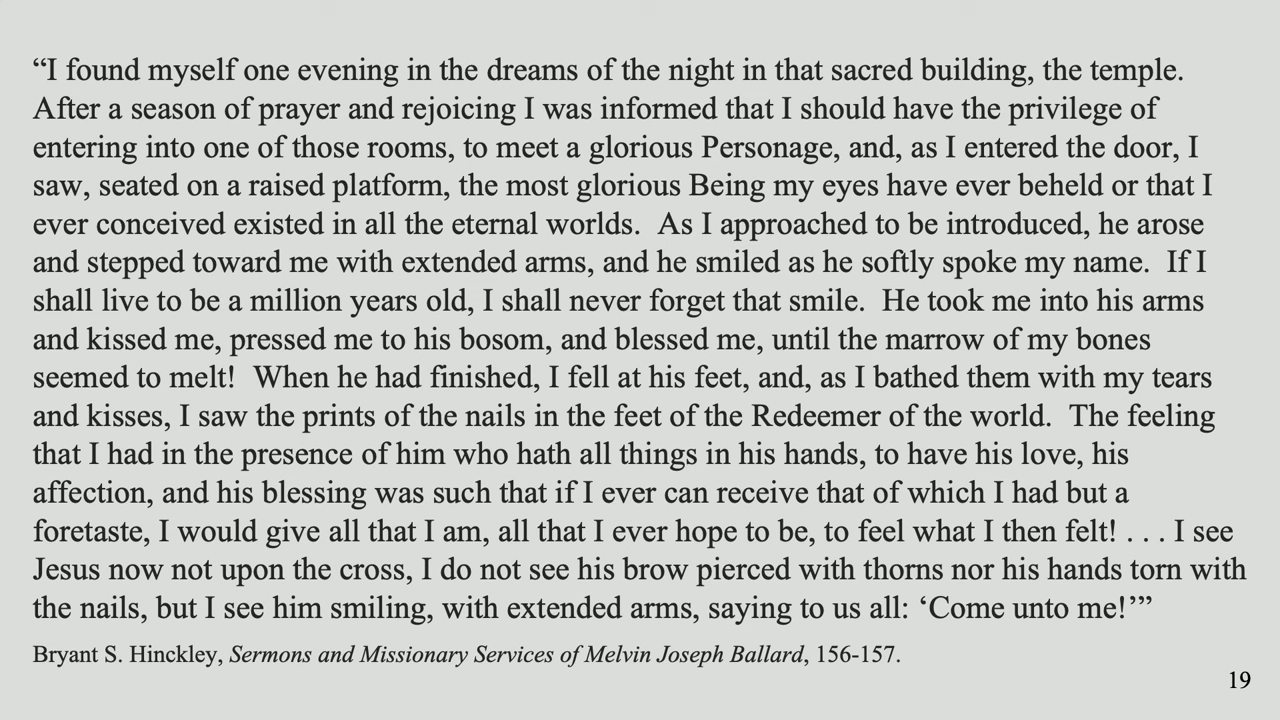 “I found myself one evening in the dreams of the night in that sacred building, the temple.
After a season of prayer and rejoicing I was informed that I should have the privilege of
entering into one of those rooms, to meet a glorious Personage, and, as I entered the door, I
saw, seated on a raised platform, the most glorious Being my eyes have ever beheld or that I
ever conceived existed in all the eternal worlds.  As I approached to be introduced, he arose
and stepped toward me with extended arms, and he smiled as he softly spoke my name.  If I
shall live to be a million years old, I shall never forget that smile.  He took me into his arms
and kissed me, pressed me to his bosom, and blessed me, until the marrow of my bones
seemed to melt!  When he had finished, I fell at his feet, and, as I bathed them with my tears
and kisses, I saw the prints of the nails in the feet of the Redeemer of the world.  The feeling
that I had in the presence of him who hath all things in his hands, to have his love, his
affection, and his blessing was such that if I ever can receive that of which I had but a
foretaste, I would give all that I am, all that I ever hope to be, to feel what I then felt! . . . I see
Jesus now not upon the cross, I do not see his brow pierced with thorns nor his hands torn with
the nails, but I see him smiling, with extended arms, saying to us all: ‘Come unto me!’”
Bryant S. Hinckley, Sermons and Missionary Services of Melvin Joseph Ballard, 156-157.
19